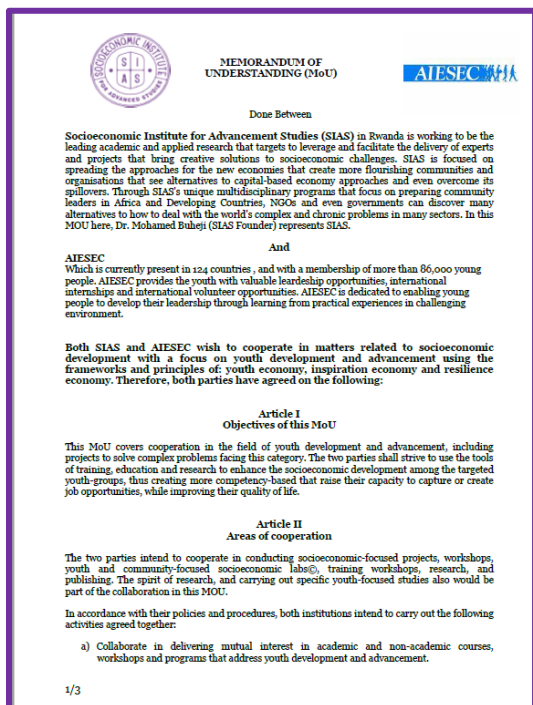 SOCIOECONOMIC INSTITUTE
S I
A S
FOR ADVANCED STUDIES
MEMORANDUM OF
UNDERSTANDING (MoU)
AIESEC
Done Between
Socioeconomic Institute for Advancement Studies (SIAS) in Rwanda is working to be the
leading academic and applied research that targets to leverage and facilitate the delivery of experts
and projects that bring creative solutions to socioeconomic challenges. SIAS is focused on
spreading the approaches for the new economies that create more flourishing communities and
organisations that see alternatives to capital-based economy approaches and even overcome its
spillovers. Through SIAS's unique multidisciplinary programs that focus on preparing community
leaders in Africa and Developing Countries, NGOs and even governments can discover many
alternatives to how to deal with the world's complex and chronic problems in many sectors. In this
MOU here, Dr. Mohamed Buheji (SIAS Founder) represents SIAS.
And
AIESEC
Which is currently present in 124 countries , and with a membership of more than 86,000 young
people. AIESEC provides the youth with valuable leardeship opportunities, international
internships and international volunteer opportunities. AIESEC is dedicated to enabling young
people to develop their leadership through learning from practical experiences in challenging
environment.
Both SIAS and AIESEC wish to cooperate in matters related to socioeconomic
development with a focus on youth development and advancement using the
frameworks and principles of: youth economy, inspiration economy and resilience
economy. Therefore, both parties have agreed on the following:
Article I
Objectives of this MoU
This MoU covers cooperation in the field of youth development and advancement, including
projects to solve complex problems facing this category. The two parties shall strive to use the tools
of training, education and research to enhance the socioeconomic development among the targeted
youth-groups, thus creating more competency-based that raise their capacity to capture or create
job opportunities, while improving their quality of life.
Article II
Areas of cooperation
The two parties intend to cooperate in conducting socioeconomic-focused projects, workshops,
youth and community-focused socioeconomic labs©, training workshops, research, and
publishing. The spirit of research, and carrying out specific youth-focused studies also would be
part of the collaboration in this MOU.
In accordance with their policies and procedures, both institutions intend to carry out the following
activities agreed together:
a) Collaborate in delivering mutual interest in academic and non-academic courses,
workshops and programs that address youth development and advancement.
1/3